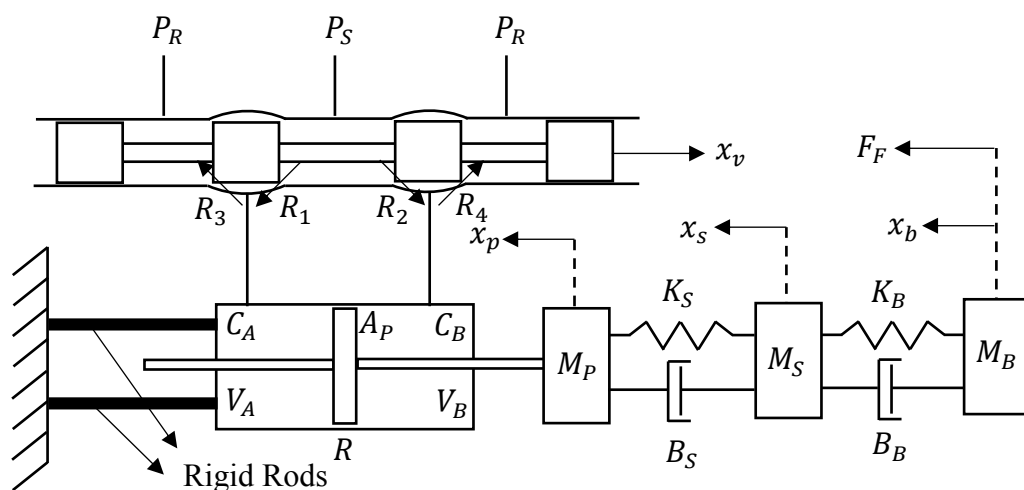 P_R P_S P_R
x_v F_F
R_3 R_1 R_2 R_4
x_p x_s x_b
K_S K_B
C_A A_P C_B
M_P M_S M_B
V_A V_B
R B_S B_B
Rigid Rods